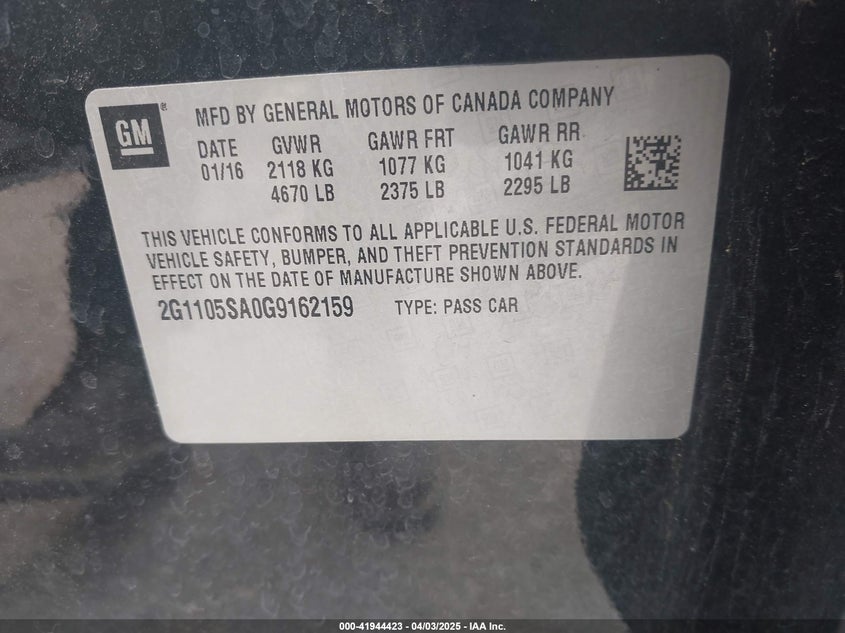 GM®
MFD BY GENERAL MOTORS OF CANADA COMPANY
DATE GVWR GAWR FRT GAWR RR
01/16 2118 KG 1077 KG 1041 KG
4670 LB 2375 LB 2295 LB
THIS VEHICLE CONFORMS TO ALL APPLICABLE U.S. FEDERAL MOTOR
VEHICLE SAFETY, BUMPER, AND THEFT PREVENTION STANDARDS IN
EFFECT ON THE DATE OF MANUFACTURE SHOWN ABOVE.
2G1105SA0G9162159 TYPE: PASS CAR
000-41944423 - 04/03/2025 - IAA Inc.